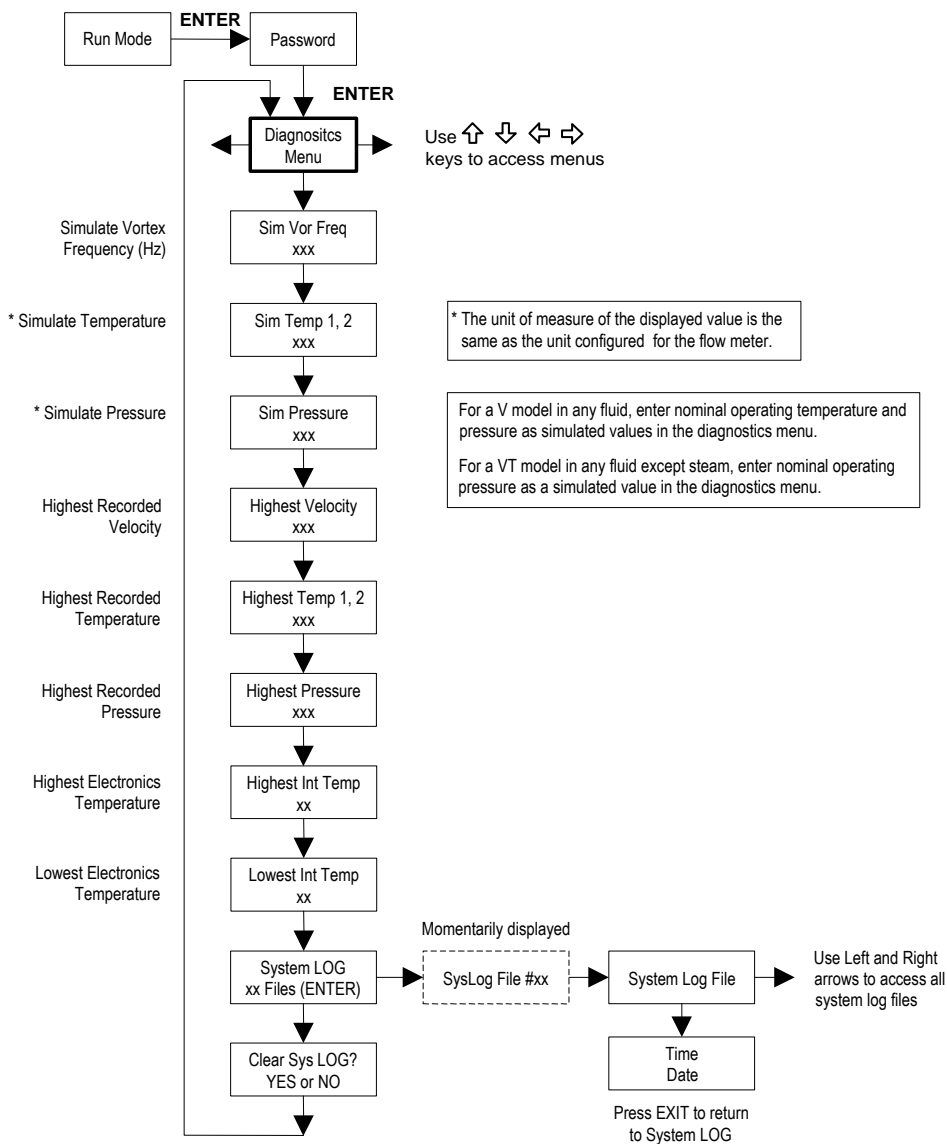 ENTER
Run Mode
Password
ENTER
Diagnositcs
Menu
Use
keys to access menus
Simulate Vortex
Frequency (Hz)
Sim Vor Freq
xxx
* Simulate Temperature
Sim Temp 1, 2
xxx
* The unit of measure of the displayed value is the
same as the unit configured for the flow meter.
* Simulate Pressure
Sim Pressure
xxx
For a V model in any fluid, enter nominal operating temperature and
pressure as simulated values in the diagnostics menu.
For a VT model in any fluid except steam, enter nominal operating
pressure as a simulated value in the diagnostics menu.
Highest Recorded
Velocity
Highest Velocity
xxx
Highest Recorded
Temperature
Highest Temp 1, 2
xxx
Highest Recorded
Pressure
Highest Pressure
xxx
Highest Electronics
Temperature
Highest Int Temp
xx
Lowest Electronics
Temperature
Lowest Int Temp
xx
System LOG
xx Files (ENTER)
Momentarily displayed
SysLog File #xx
System Log File
Use Left and Right
arrows to access all
system log files
Clear Sys LOG?
YES or NO
Time
Date
Press EXIT to return
to System LOG